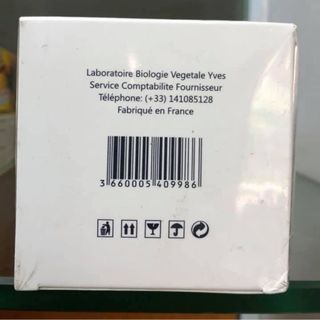 Laboratoire Biologie Vegetale Yves
Service Comptabilite Fournisseur
Téléphone: (+33) 141085128
Fabriqué en France
3 660005 409986